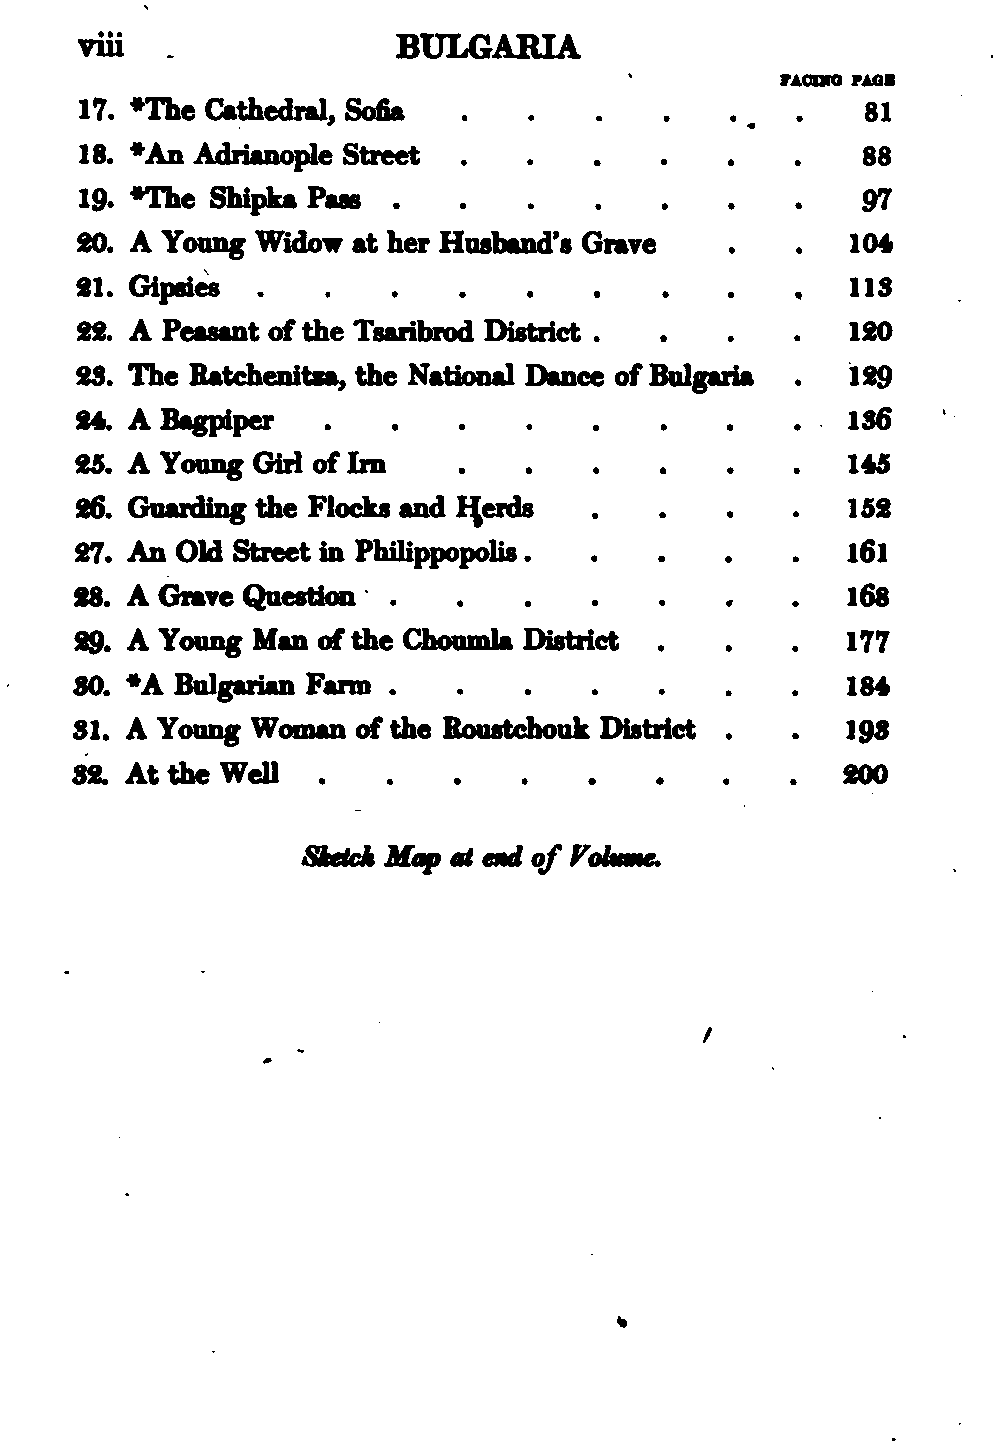 viii BULGARIA
FACING PAGE
17. *The Cathedral, Sofia . . . . . . 81
18. *An Adrianople Street . . . . . . 88
19. *The Shipka Pass . . . . . . . 97
20. A Young Widow at her Husband's Grave . . 104
21. Gipsies . . . . . . . . . 113
22. A Peasant of the Tsaribrod District . . . . 120
23. The Ratchenitsa, the National Dance of Bulgaria . 129
24. A Bagpiper . . . . . . . . 136
25. A Young Girl of Irn . . . . . . 145
26. Guarding the Flocks and Herds . . . . 152
27. An Old Street in Philippopolis . . . . . 161
28. A Grave Question . . . . . . . 168
29. A Young Man of the Choumla District . . . 177
30. *A Bulgarian Farm . . . . . . . 184
31. A Young Woman of the Roustchouk District . . 193
32. At the Well . . . . . . . . 200
Sketch Map at end of Volume.